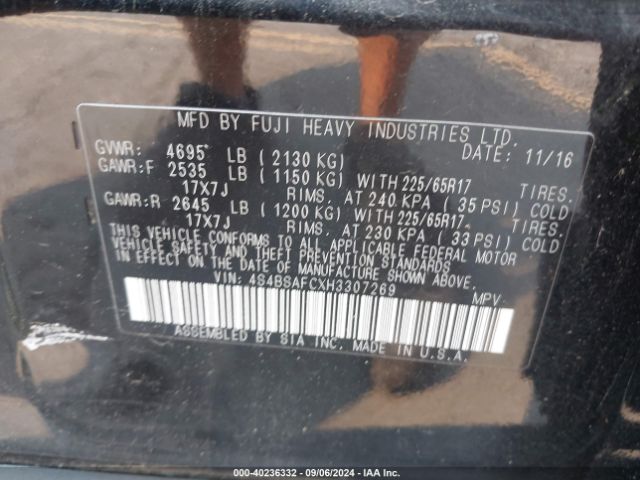 MFD BY FUJI HEAVY INDUSTRIES LTD.
GVWR: 4695 LB (2130 KG) DATE: 11/16
GAWR:F 2535 LB (1150 KG) WITH 225/65R17 TIRES.
17X7J RIMS. AT 240 KPA (35 PSI) COLD
GAWR:R 2645 LB (1200 KG) WITH 225/65R17 TIRES.
17X7J RIMS. AT 230 KPA (33 PSI) COLD
THIS VEHICLE CONFORMS TO ALL APPLICABLE FEDERAL MOTOR
VEHICLE SAFETY AND THEFT PREVENTION STANDARDS
IN EFFECT ON THE DATE OF MANUFACTURE SHOWN ABOVE.
VIN: 4S4BSAFCXH3307269 MPV
ASSEMBLED BY SIA INC. MADE IN U.S.A.
000-40236332 - 09/06/2024 - IAA Inc.